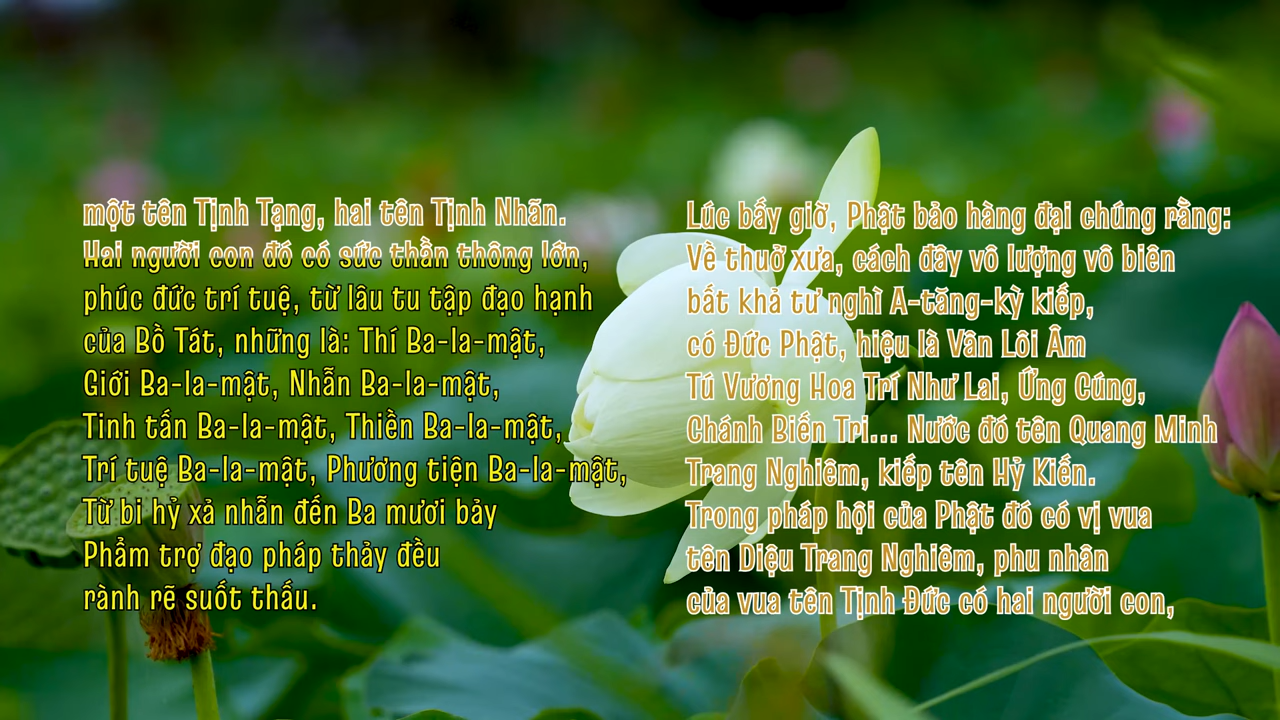 một tên Tịnh Tạng, hai tên Tịnh Nhãn.
Hai người con đó có sức thần thông lớn,
phúc đức trí tuệ, từ lâu tu tập đạo hạnh
của Bồ Tát, những là: Thí Ba-la-mật,
Giới Ba-la-mật, Nhẫn Ba-la-mật,
Tinh tấn Ba-la-mật, Thiền Ba-la-mật,
Trí tuệ Ba-la-mật, Phương tiện Ba-la-mật,
Từ bi hỷ xả nhẫn đến Ba mươi bảy
Phẩm trợ đạo pháp thảy đều
rành rẽ suốt thấu.
Lúc bấy giờ, Phật bảo hàng đại chúng rằng:
Về thuở xưa, cách đây vô lượng vô biên
bất khả tư nghì A-tăng-kỳ kiếp,
có Đức Phật, hiệu là Vân Lôi Âm
Tú Vương Hoa Trí Như Lai, Ứng Cúng,
Chánh Biến Tri... Nước đó tên Quang Minh
Trang Nghiêm, kiếp tên Hỷ Kiến.
Trong pháp hội của Phật đó có vị vua
tên Diệu Trang Nghiêm, phu nhân
của vua tên Tịnh Đức có hai người con,